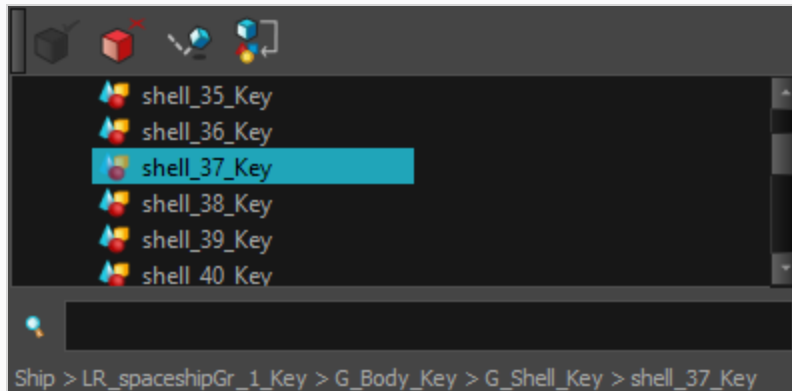 shell_35_Key
shell_36_Key
shell_37_Key
shell_38_Key
shell_39_Key
shell_40_Key
Ship > LR_spaceshipGr_1_Key > G_Body_Key > G_Shell_Key > shell_37_Key